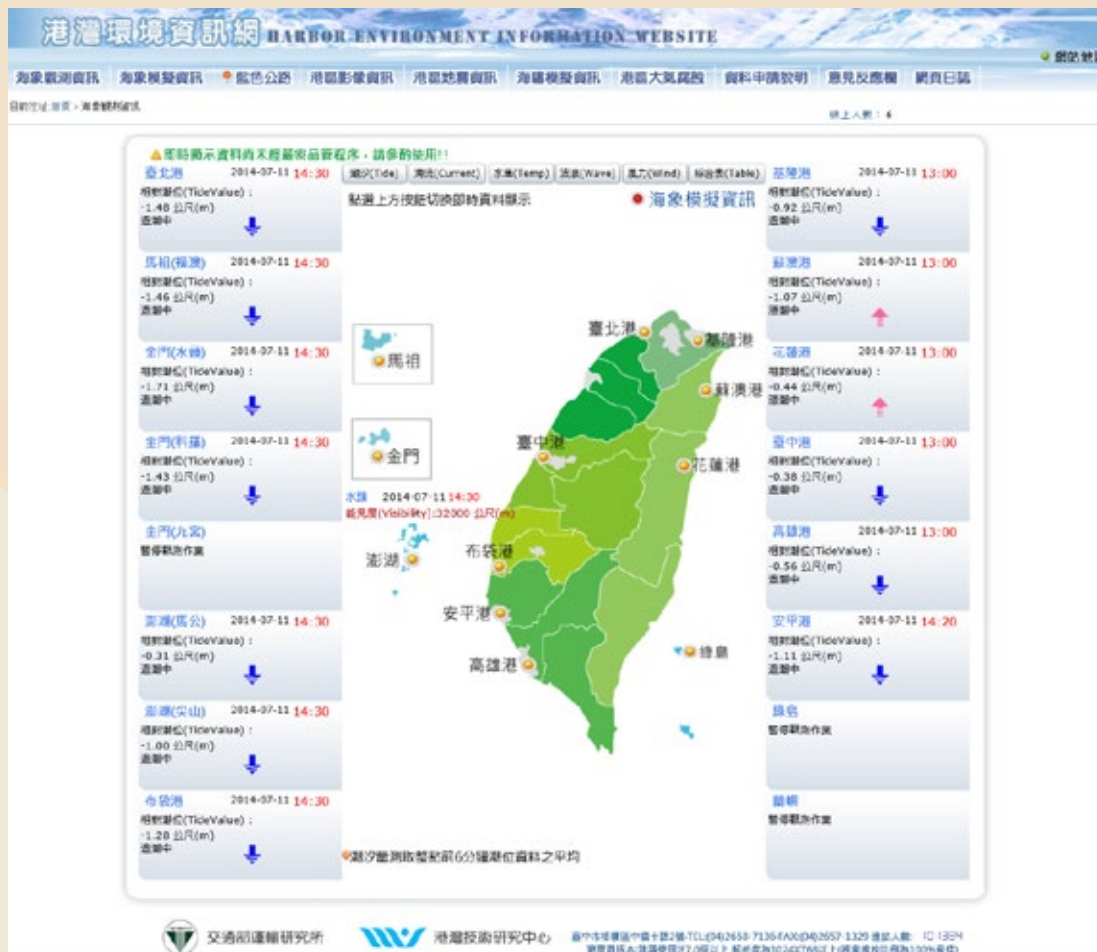 港灣環境資訊網 HARBOR ENVIRONMENT INFORMATION WEBSITE
海象觀測資訊 海象模擬資訊 藍色公路 港區影像資訊 港區地震資訊 海嘯模擬資訊 港區大氣腐蝕 資料申請說明 意見反應欄 網頁日誌
目前位址:首頁 > 海象觀測資訊
線上人數：6
即時顯示資料尚未經嚴密品管程序，請參酌使用!!
臺北港 2014-07-11 14:30
相對潮位(TideValue)：
-1.48 公尺(m)
退潮中
馬祖(福澳) 2014-07-11 14:30
相對潮位(TideValue)：
-1.46 公尺(m)
退潮中
金門(水頭) 2014-07-11 14:30
相對潮位(TideValue)：
-1.71 公尺(m)
退潮中
金門(料羅) 2014-07-11 14:30
相對潮位(TideValue)：
-1.43 公尺(m)
退潮中
金門(九宮)
暫停觀測作業
澎湖(馬公) 2014-07-11 14:30
相對潮位(TideValue)：
-0.31 公尺(m)
退潮中
澎湖(尖山) 2014-07-11 14:30
相對潮位(TideValue)：
-1.00 公尺(m)
退潮中
布袋港 2014-07-11 14:30
相對潮位(TideValue)：
-1.28 公尺(m)
退潮中
潮汐(Tide) 海流(Current) 水溫(Temp) 波浪(Wave) 風力(Wind) 綜合表(Table)
點選上方按鈕切換即時資料顯示
海象模擬資訊
臺北港
基隆港
馬祖
蘇澳港
臺中港
金門
花蓮港
水頭 2014-07-11 14:30
能見度(Visibility):32000 公尺(m)
布袋港
澎湖
安平港
高雄港
綠島
潮汐量測取整點前6分鐘潮位資料之平均
基隆港 2014-07-11 13:00
相對潮位(TideValue)：
-0.92 公尺(m)
退潮中
蘇澳港 2014-07-11 13:00
相對潮位(TideValue)：
-1.07 公尺(m)
漲潮中
花蓮港 2014-07-11 13:00
相對潮位(TideValue)：
-0.44 公尺(m)
漲潮中
臺中港 2014-07-11 13:00
相對潮位(TideValue)：
-0.38 公尺(m)
退潮中
高雄港 2014-07-11 13:00
相對潮位(TideValue)：
-0.56 公尺(m)
退潮中
安平港 2014-07-11 14:20
相對潮位(TideValue)：
-1.11 公尺(m)
退潮中
綠島
暫停觀測作業
蘭嶼
暫停觀測作業
交通部運輸研究所 港灣技術研究中心